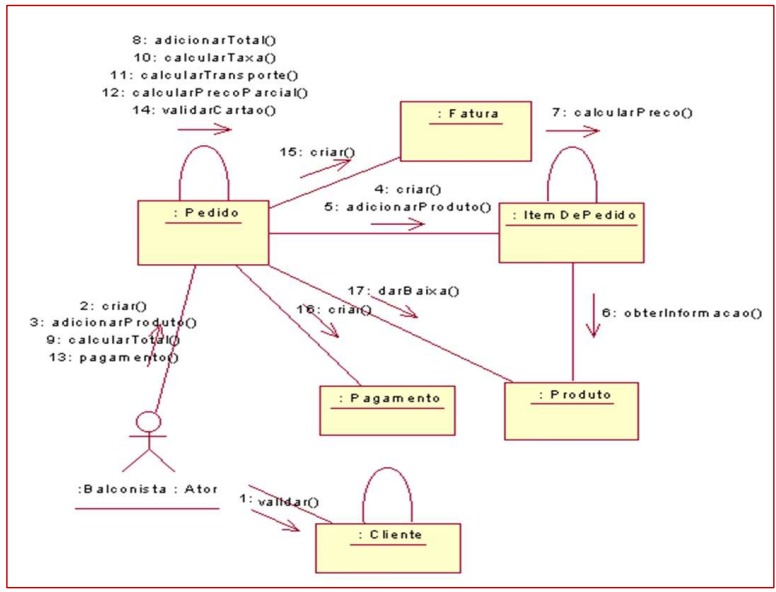 8: adicionarTotal()
10: calcularTaxa()
11: calcularTransporte()
12: calcularPrecoParcial()
14: validarCartao()
: Fatura
7: calcularPreco()
15: criar()
4: criar()
5: adicionarProduto()
: Pedido
: ItemDePedido
17: darBaixa()
16: criar()
2: criar()
3: adicionarProduto()
9: calcularTotal()
13: pagamento()
6: obterInformacao()
: Pagamento
: Produto
:Balconista : Ator
1: validar()
: Cliente